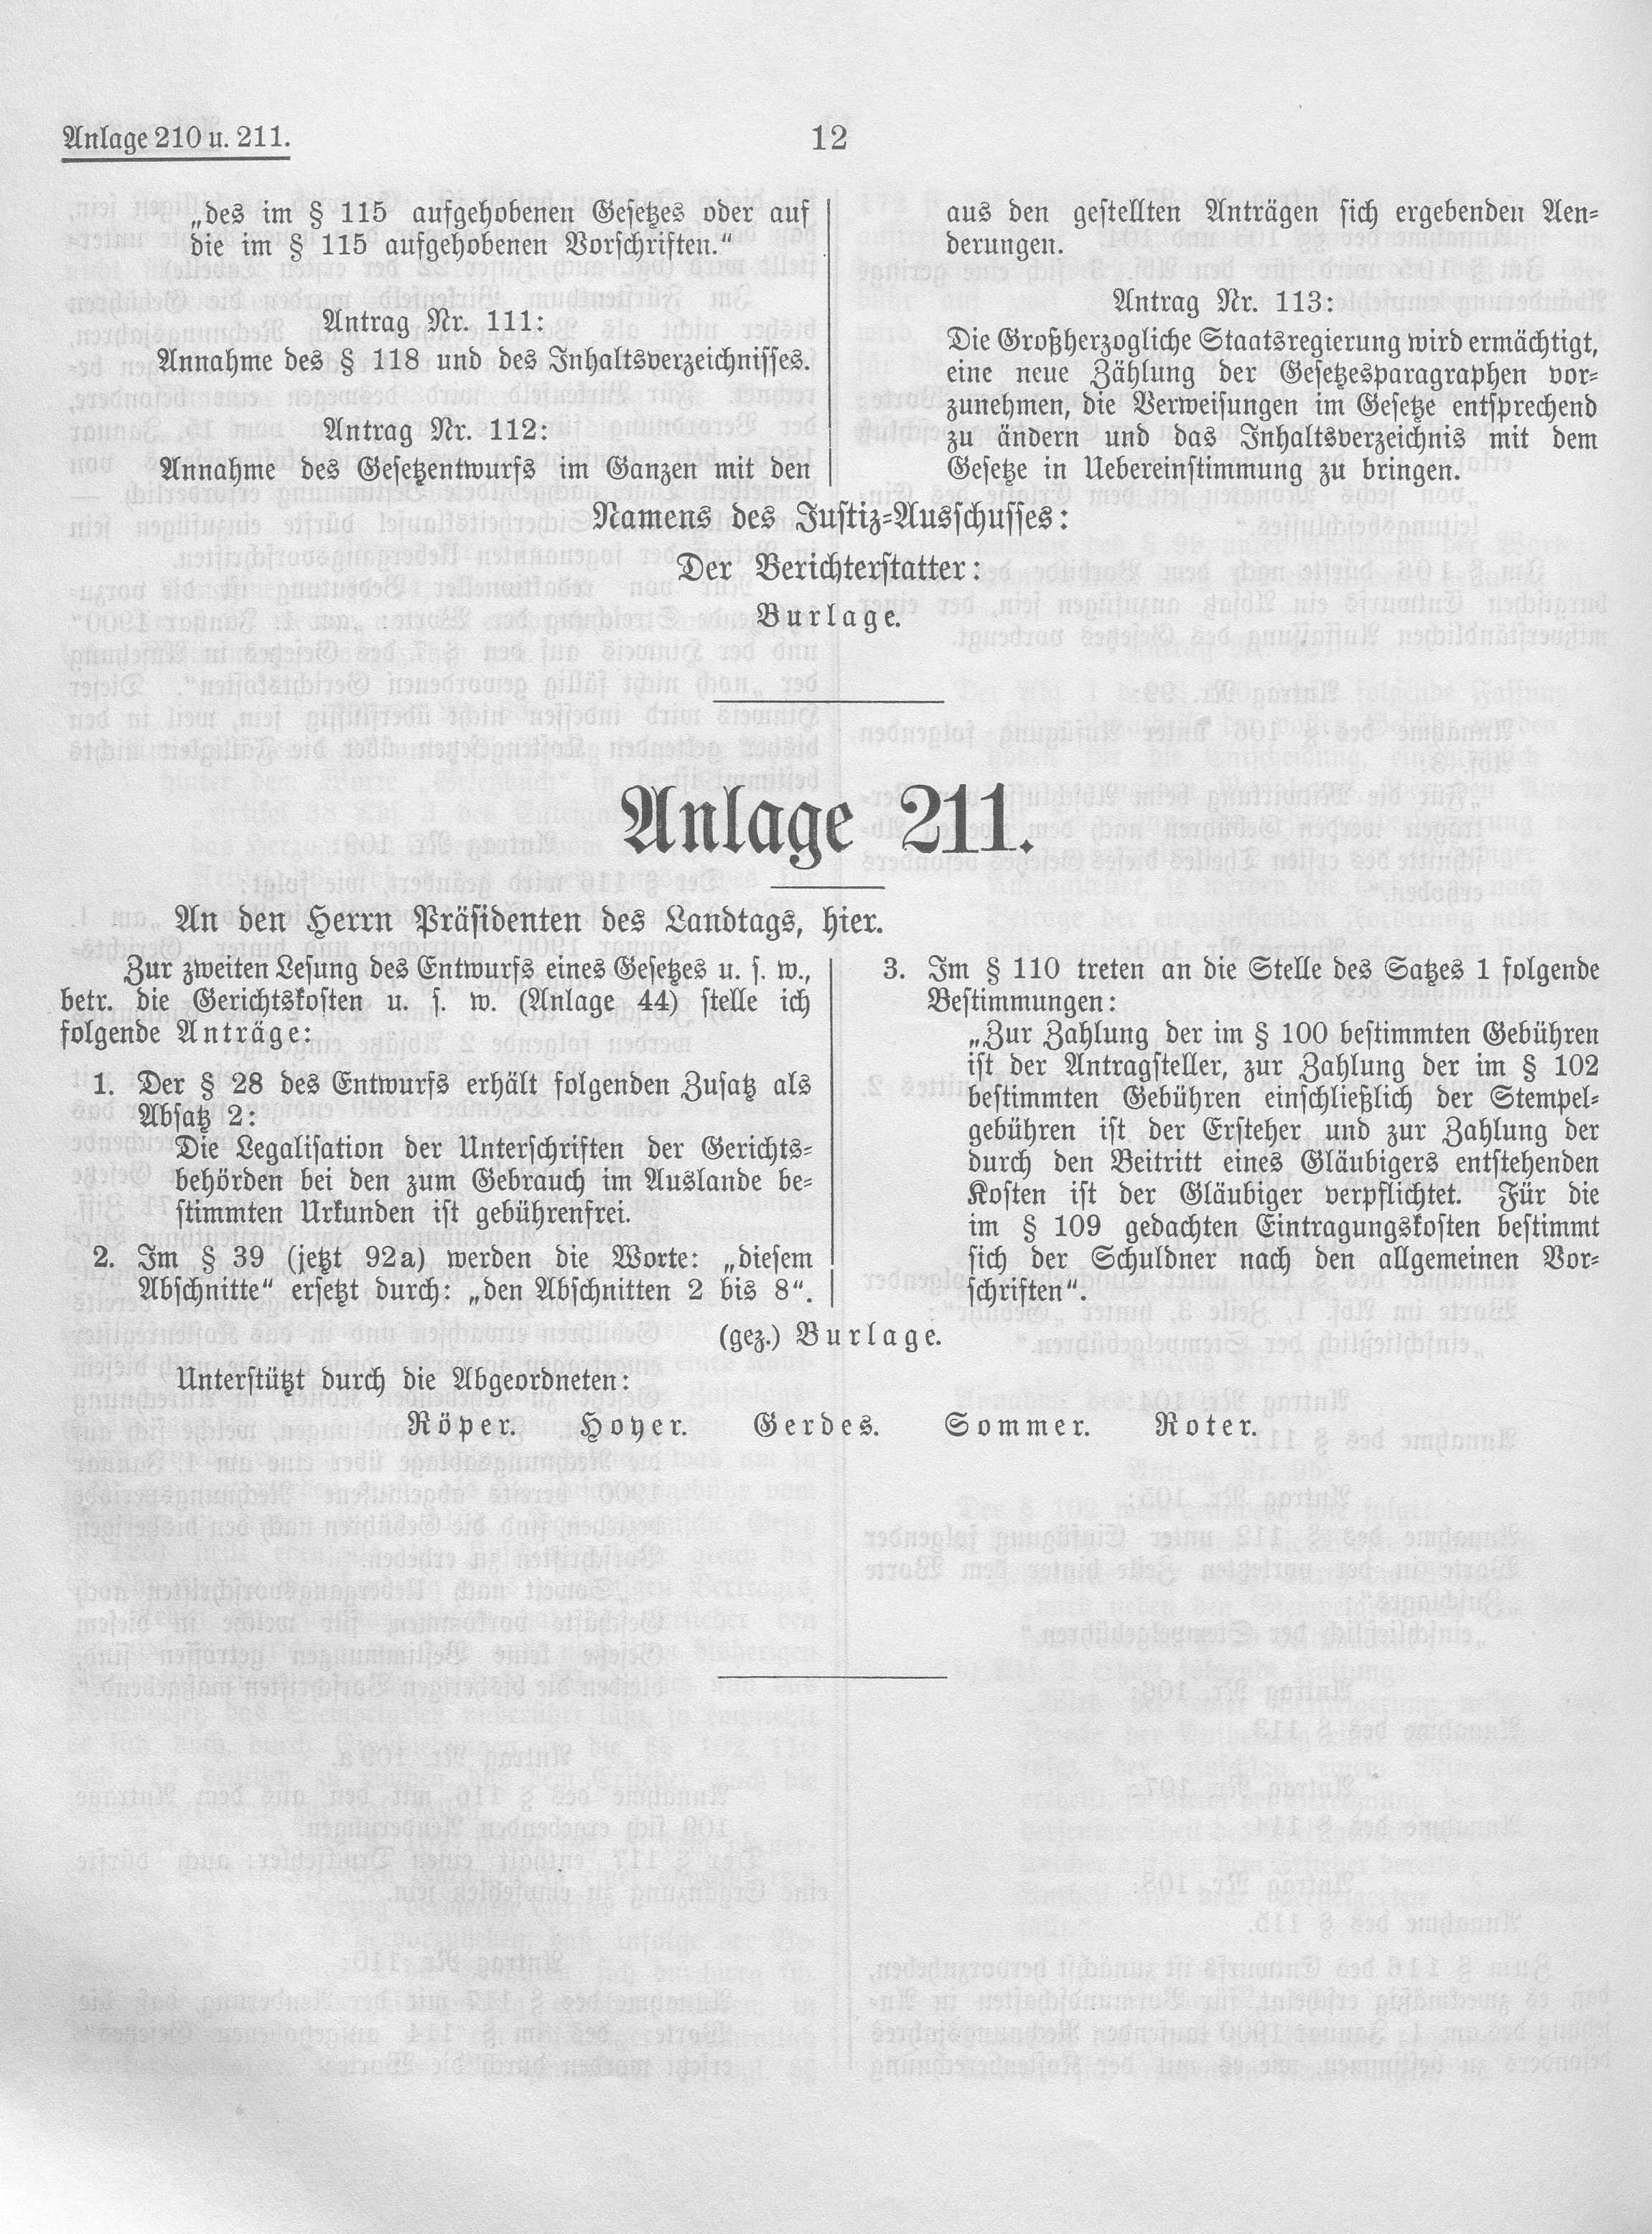 Anlage 210 u. 211.
12
„des im § 115 aufgehobenen Gesetzes oder auf
die im § 115 aufgehobenen Vorschriften.“
Antrag Nr. 111:
Annahme des § 118 und des Inhaltsverzeichnisses.
Antrag Nr. 112:
Annahme des Gesetzentwurfs im Ganzen mit den
aus den gestellten Anträgen sich ergebenden Aen-
derungen.
Antrag Nr. 113:
Die Großherzogliche Staatsregierung wird ermächtigt,
eine neue Zählung der Gesetzesparagraphen vor-
zunehmen, die Verweisungen im Gesetze entsprechend
zu ändern und das Inhaltsverzeichnis mit dem
Gesetze in Uebereinstimmung zu bringen.
Namens des Justiz-Ausschusses:
Der Berichterstatter:
Burlage.
Anlage 211.
An den Herrn Präsidenten des Landtags, hier.
Zur zweiten Lesung des Entwurfs eines Gesetzes u. s. w.,
betr. die Gerichtskosten u. s. w. (Anlage 44) stelle ich
folgende Anträge:
1. Der § 28 des Entwurfs erhält folgenden Zusatz als
Absatz 2:
Die Legalisation der Unterschriften der Gerichts-
behörden bei den zum Gebrauch im Auslande be-
stimmten Urkunden ist gebührenfrei.
2. Im § 39 (jetzt 92a) werden die Worte: „diesem
Abschnitte“ ersetzt durch: „den Abschnitten 2 bis 8“.
3. Im § 110 treten an die Stelle des Satzes 1 folgende
Bestimmungen:
„Zur Zahlung der im § 100 bestimmten Gebühren
ist der Antragsteller, zur Zahlung der im § 102
bestimmten Gebühren einschließlich der Stempel-
gebühren ist der Ersteher und zur Zahlung der
durch den Beitritt eines Gläubigers entstehenden
Kosten ist der Gläubiger verpflichtet. Für die
im § 109 gedachten Eintragungskosten bestimmt
sich der Schuldner nach den allgemeinen Vor-
schriften“.
(gez.) Burlage.
Unterstützt durch die Abgeordneten:
Röper. Hoyer. Gerdes. Sommer. Roter.